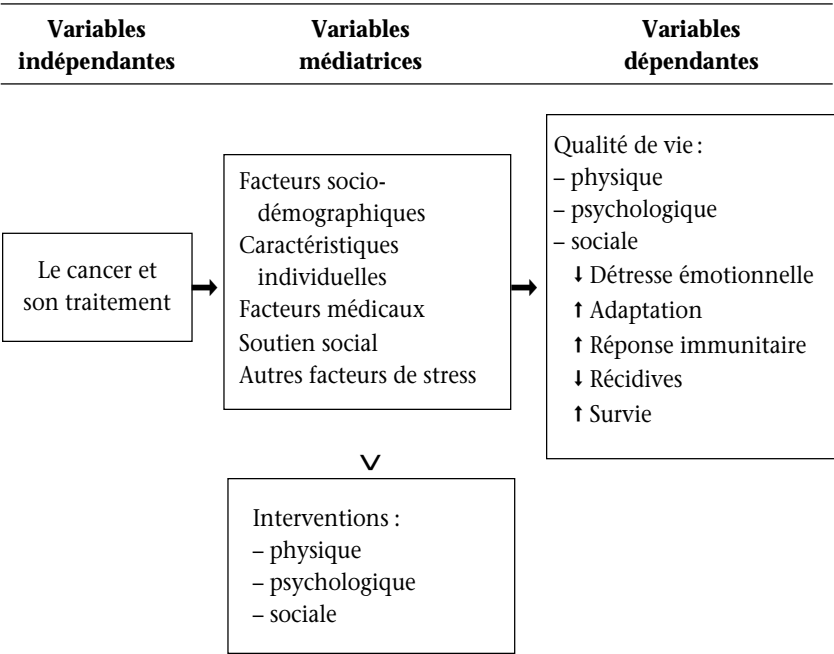 Variables
indépendantes
Variables
médiatrices
Variables
dépendantes
Le cancer et
son traitement
Facteurs socio-
démographiques
Caractéristiques
individuelles
Facteurs médicaux
Soutien social
Autres facteurs de stress
Qualité de vie :
– physique
– psychologique
– sociale
⭣ Détresse émotionnelle
⭡ Adaptation
⭡ Réponse immunitaire
⭣ Récidives
⭡ Survie
Interventions :
– physique
– psychologique
– sociale